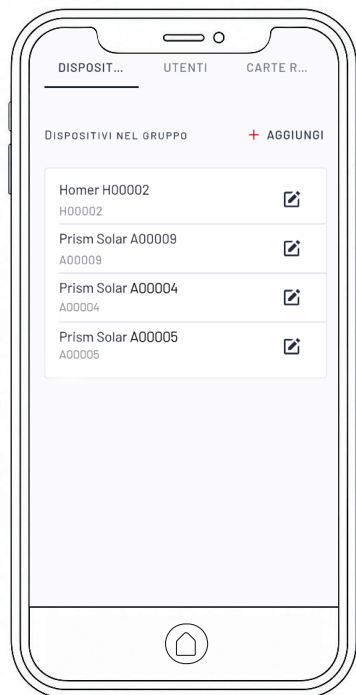 DISPOSIT... UTENTI CARTE R...
DISPOSITIVI NEL GRUPPO + AGGIUNGI
Homer H00002
H00002
Prism Solar A00009
A00009
Prism Solar A00004
A00004
Prism Solar A00005
A00005